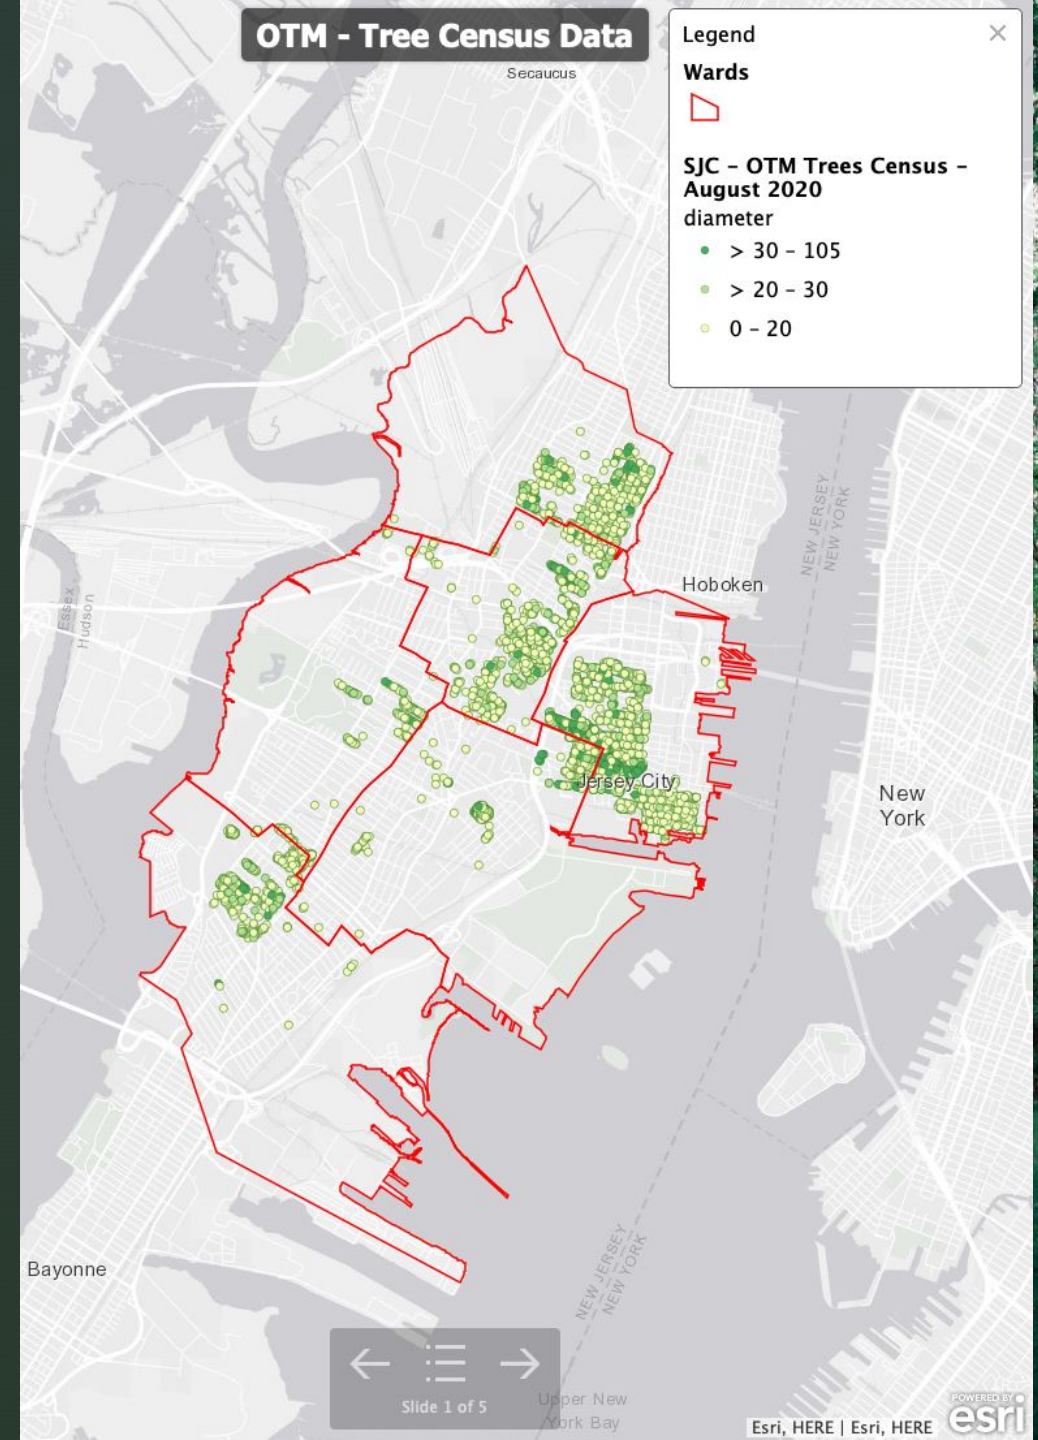 OTM - Tree Census Data
Secaucus
Legend
Wards
SJC - OTM Trees Census -
August 2020
diameter
> 30 - 105
> 20 - 30
0 - 20
NEW JERSEY
NEW YORK
Hoboken
Essex
Hudson
Jersey City
New
York
Bayonne
NEW JERSEY
NEW YORK
Slide 1 of 5
Upper New
York Bay
POWERED BY
esri
Esri, HERE | Esri, HERE